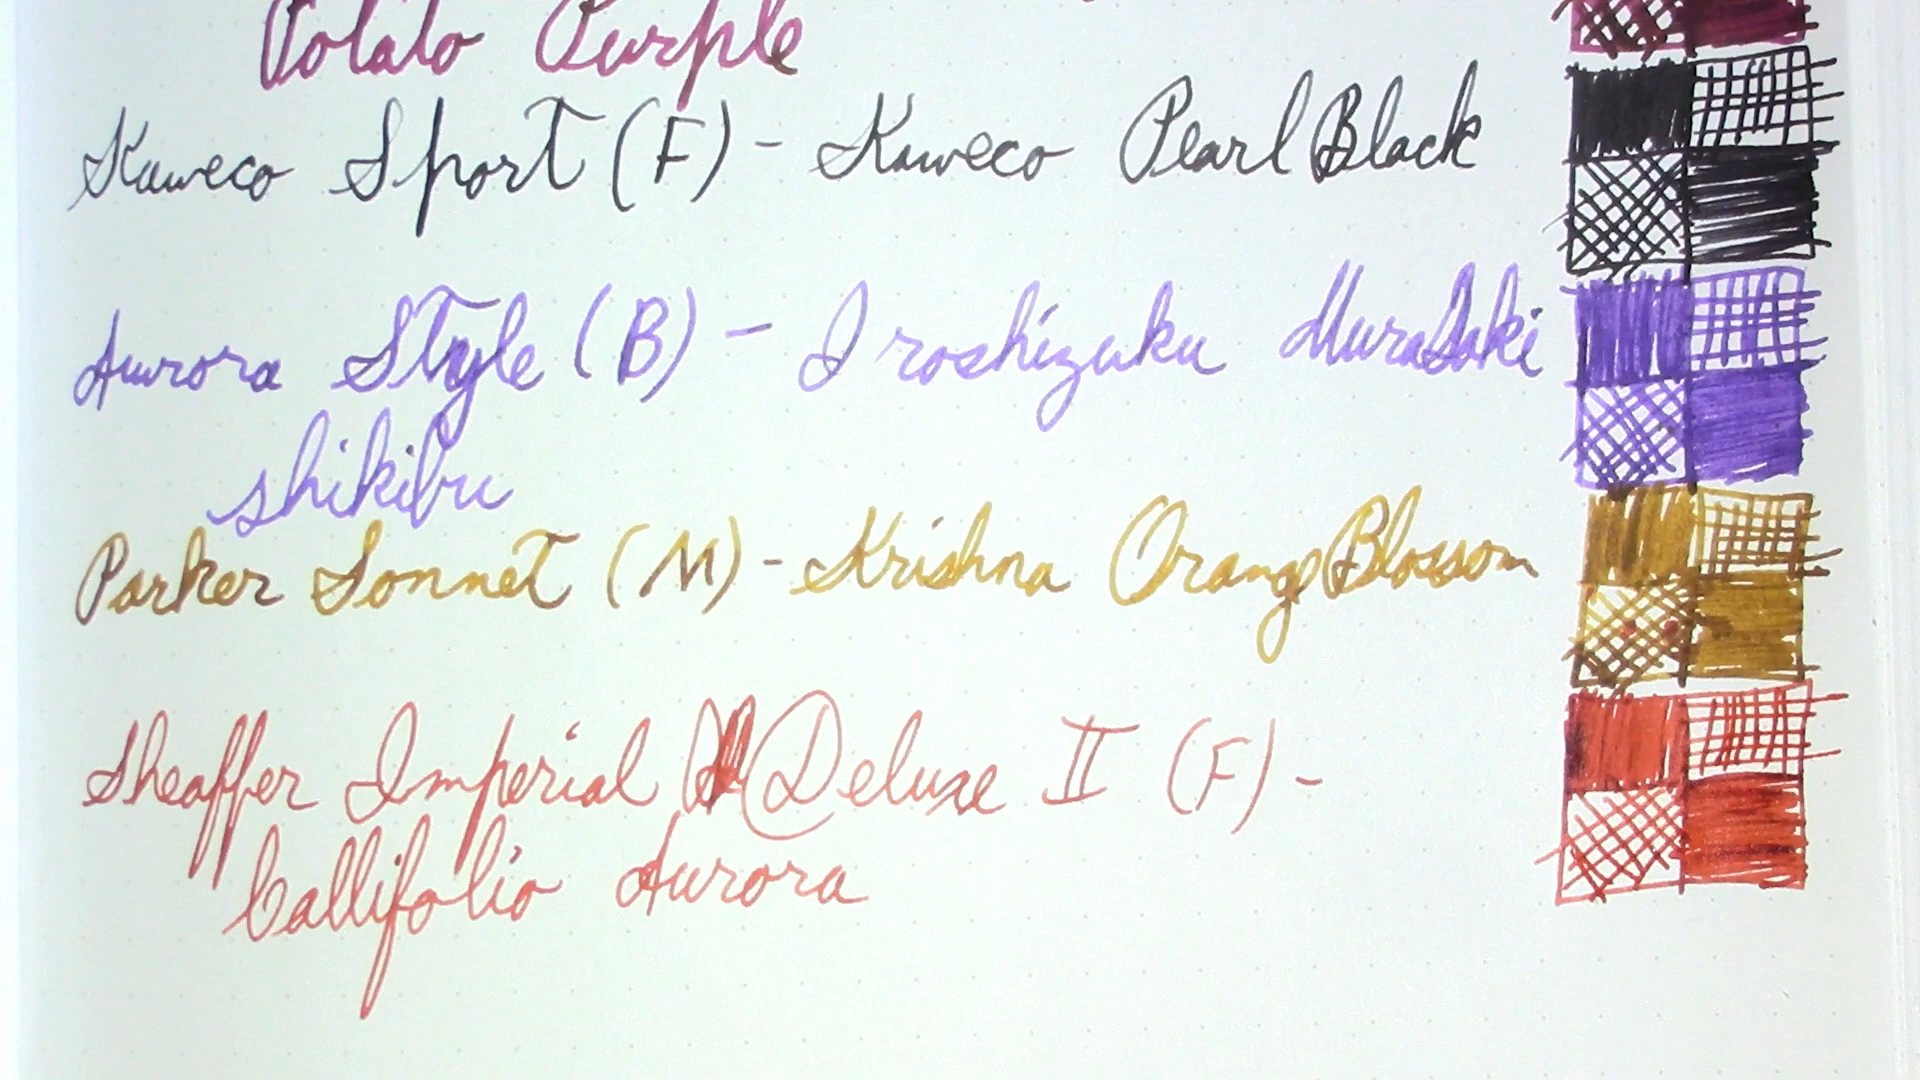 Potato Purple
Kaweco Sport (F) - Kaweco Pearl Black
Aurora Style (B) - Iroshizuku Murasaki
shikibu
Parker Sonnet (M) - Krishna Orange Blossom
Sheaffer Imperial Deluxe II (F) -
Callifolio Aurora